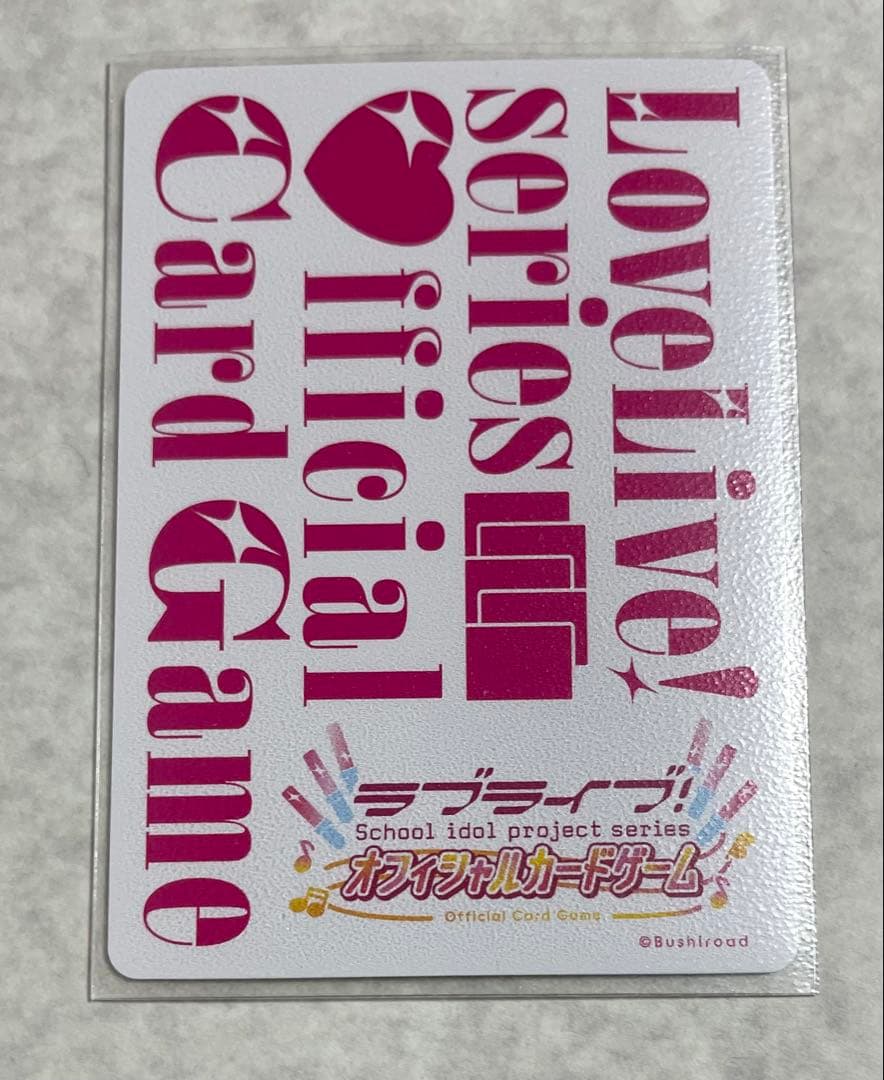 LoveLive!
series
Official
Card Game
ラブライブ!
School idol project series
オフィシャルカードゲーム
Official Card Game
©Bushiroad